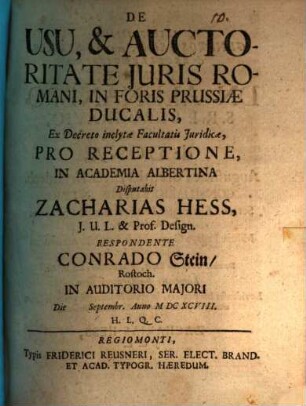 DE
USU, & AUCTO-
RITATE JURIS RO-
MANI, IN FORIS PRUSSIÆ
DUCALIS,
Ex Decreto inclytæ Facultatis Juridicæ,
PRO RECEPTIONE,
IN ACADEMIA ALBERTINA
Disputabit
ZACHARIAS HESS,
J. U. L. & Prof. Design.
RESPONDENTE
CONRADO Stein/
Rostoch.
IN AUDITORIO MAJORI
Die Septembr. Anno M DC XCVIII.
H. L. Q. C.
REGIOMONTI,
Typis FRIDERICI REUSNERI, SER. ELECT. BRAND.
ET ACAD. TYPOGR. HÆREDUM.